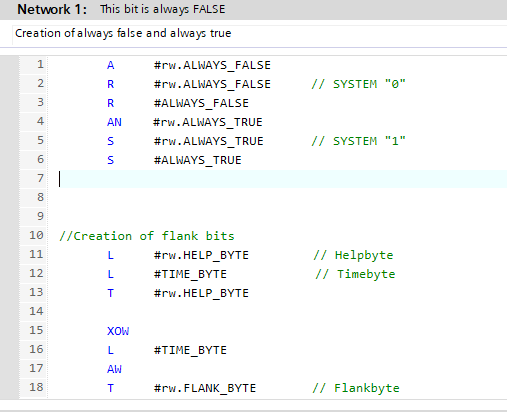 Network 1: This bit is always FALSE
Creation of always false and always true
1 A #rw.ALWAYS_FALSE
2 R #rw.ALWAYS_FALSE // SYSTEM "0"
3 R #ALWAYS_FALSE
4 AN #rw.ALWAYS_TRUE
5 S #rw.ALWAYS_TRUE // SYSTEM "1"
6 S #ALWAYS_TRUE
7
8
9
10 //Creation of flank bits
11 L #rw.HELP_BYTE // Helpbyte
12 L #TIME_BYTE // Timebyte
13 T #rw.HELP_BYTE
14
15 XOW
16 L #TIME_BYTE
17 AW
18 T #rw.FLANK_BYTE // Flankbyte